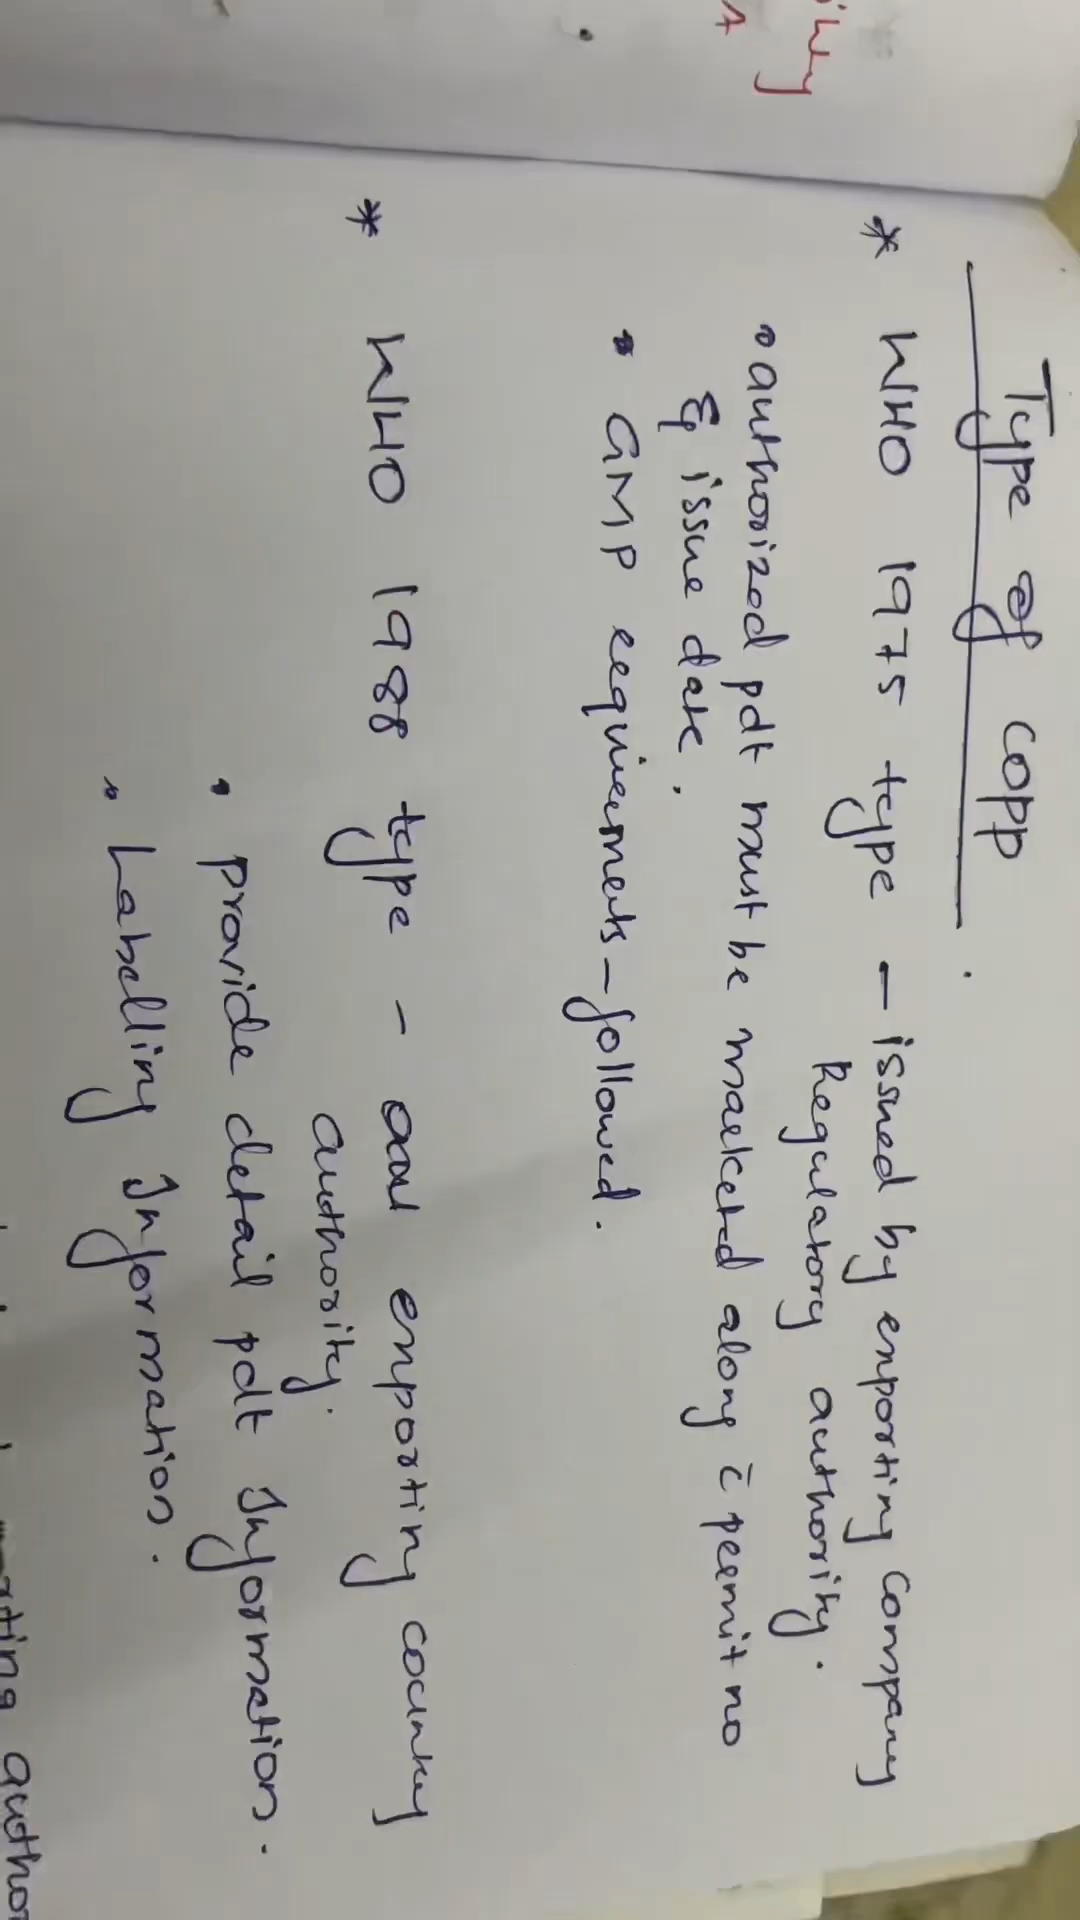 Type of COPP
* WHO 1975 type – issued by exporting company
Regulatory authority.
• authorized pdt must be marketed along c̄ permit no
& issue date.
• GMP requirements – followed.
* WHO 1988 type – exporting country
authority.
• provide detail pdt Information.
• Labelling Information.